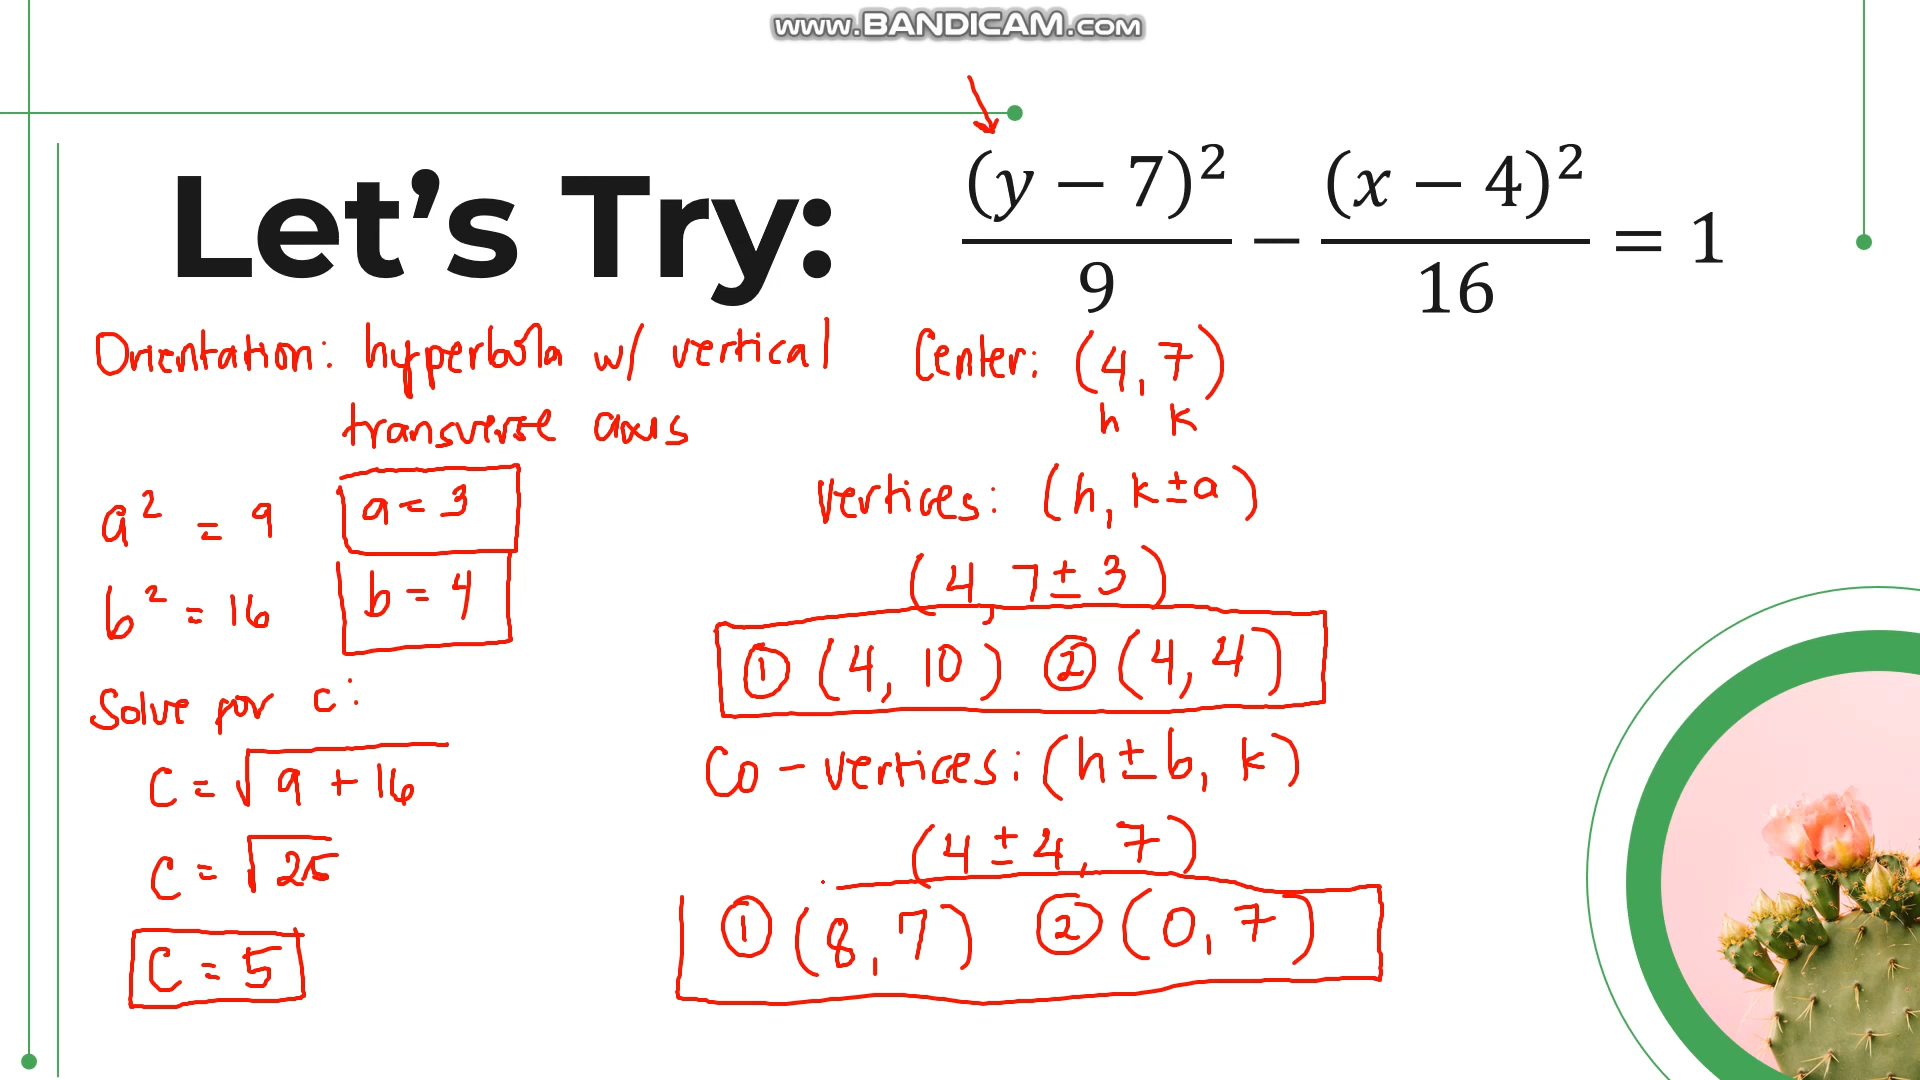 www.BANDICAM.com
Let's Try:
(y − 7)² / 9 − (x − 4)² / 16 = 1
Orientation: hyperbola w/ vertical
transverse axis
a² = 9
a = 3
b² = 16
b = 4
Solve for c:
c = √9 + 16
c = √25
c = 5
Center: (4, 7)
h k
Vertices: (h, k ± a)
(4, 7 ± 3)
① (4, 10) ② (4, 4)
Co-vertices: (h ± b, k)
(4 ± 4, 7)
① (8, 7) ② (0, 7)